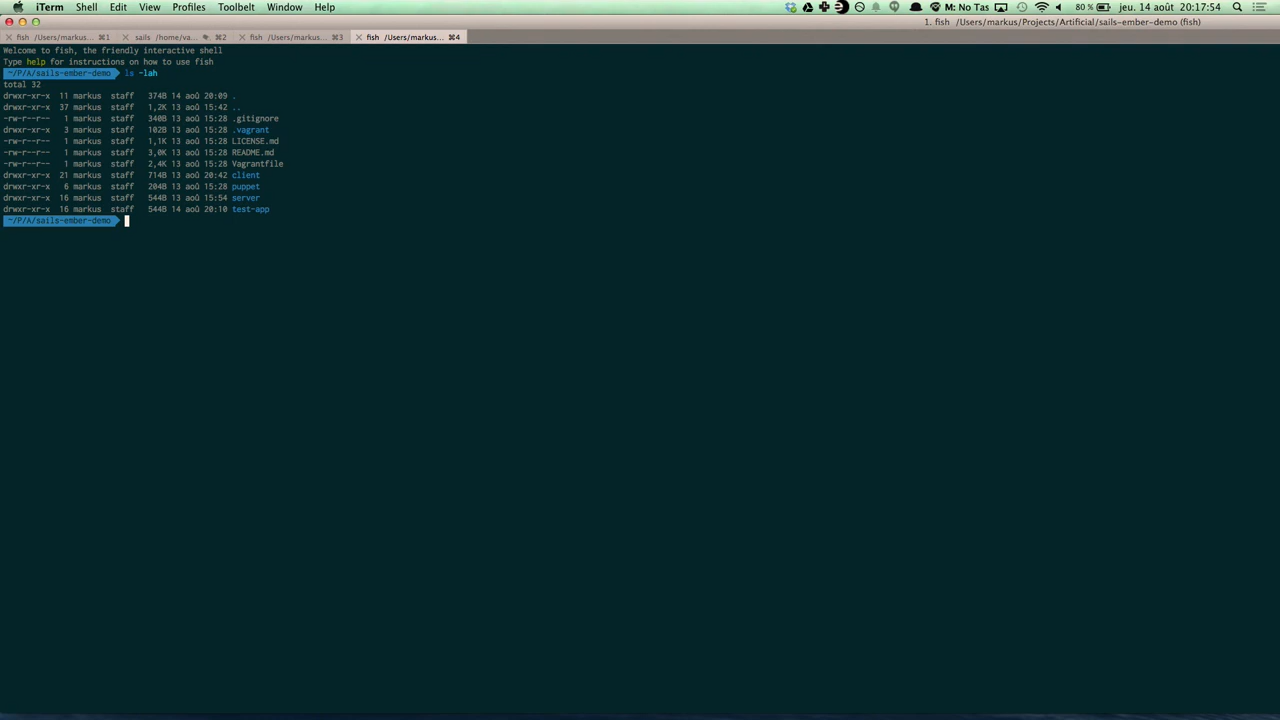 iTerm Shell Edit View Profiles Toolbelt Window Help M: No Tas 80 % jeu. 14 août 20:17:54
1. fish /Users/markus/Projects/Artificial/sails-ember-demo (fish)
fish /Users/markus... ⌘1 sails /home/va... ⌘2 fish /Users/markus... ⌘3 fish /Users/markus... ⌘4
Welcome to fish, the friendly interactive shell
Type help for instructions on how to use fish
~/P/A/sails-ember-demo ls -lah
total 32
drwxr-xr-x 11 markus staff 374B 14 aoû 20:09 .
drwxr-xr-x 37 markus staff 1,2K 13 aoû 15:42 ..
-rw-r--r-- 1 markus staff 340B 13 aoû 15:28 .gitignore
drwxr-xr-x 3 markus staff 102B 13 aoû 15:28 .vagrant
-rw-r--r-- 1 markus staff 1,1K 13 aoû 15:28 LICENSE.md
-rw-r--r-- 1 markus staff 3,0K 13 aoû 15:28 README.md
-rw-r--r-- 1 markus staff 2,4K 13 aoû 15:28 Vagrantfile
drwxr-xr-x 21 markus staff 714B 13 aoû 20:42 client
drwxr-xr-x 6 markus staff 204B 13 aoû 15:28 puppet
drwxr-xr-x 16 markus staff 544B 13 aoû 15:54 server
drwxr-xr-x 16 markus staff 544B 14 aoû 20:10 test-app
~/P/A/sails-ember-demo